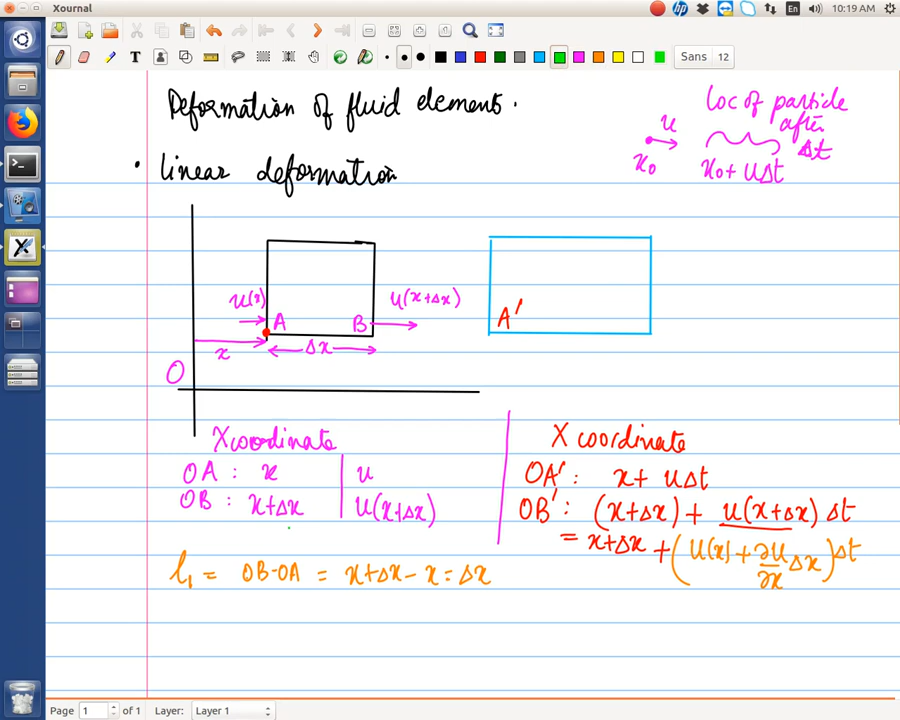 10:19 AM
En
Sans 12
Deformation of fluid elements.
• linear deformation
loc of particle
after
Δt
u
x₀
x₀+ uΔt
u(x)
A
B
u(x+Δx)
A′
x
Δx
O
X coordinate
OA : x | u
OB : x+Δx | u(x+Δx)
X coordinate
OA′ : x+ uΔt
OB′ : (x+Δx) + u(x+Δx) Δt
= x+Δx +(u(x)+∂u/∂x Δx)Δt
l₁ = OB-OA = x+Δx-x = Δx
Page 1 of 1 Layer: Layer 1